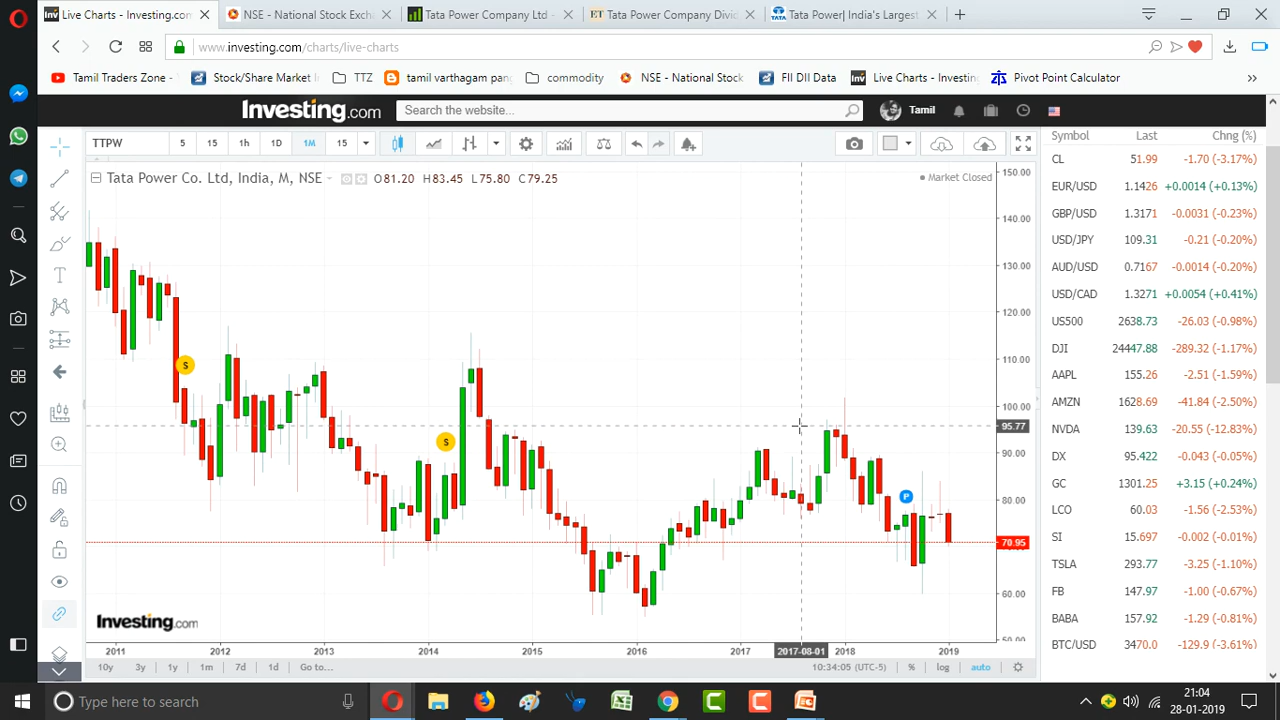 Live Charts - Investing.com
NSE - National Stock Exch
Tata Power Company Ltd -
ET Tata Power Company Divid
TATA Tata Power| India's Largest
www.investing.com/charts/live-charts
Tamil Traders Zone -
Stock/Share Market I
TTZ
tamil varthagam pang
commodity
NSE - National Stock
FII DII Data
Inv Live Charts - Investin
Pivot Point Calculator
Investing.com
Search the website...
Tamil
TTPW 5 15 1h 1D 1M 15
Tata Power Co. Ltd, India, M, NSE O81.20 H83.45 L75.80 C79.25
Market Closed
150.00
140.00
130.00
120.00
110.00
100.00
95.77
90.00
80.00
70.95
60.00
50.00
S
S
P
Investing.com
2011 2012 2013 2014 2015 2016 2017 2017-08-01 2018 2019
10y 3y 1y 1m 7d 1d Go to... 10:34:05 (UTC-5) % log auto
Symbol Last Chng (%)
CL 51.99 -1.70 (-3.17%)
EUR/USD 1.1426 +0.0014 (+0.13%)
GBP/USD 1.3171 -0.0031 (-0.23%)
USD/JPY 109.31 -0.21 (-0.20%)
AUD/USD 0.7167 -0.0014 (-0.20%)
USD/CAD 1.3271 +0.0054 (+0.41%)
US500 2638.73 -26.03 (-0.98%)
DJI 24447.88 -289.32 (-1.17%)
AAPL 155.26 -2.51 (-1.59%)
AMZN 1628.69 -41.84 (-2.50%)
NVDA 139.63 -20.55 (-12.83%)
DX 95.422 -0.043 (-0.05%)
GC 1301.25 +3.15 (+0.24%)
LCO 60.03 -1.56 (-2.53%)
SI 15.697 -0.002 (-0.01%)
TSLA 293.77 -3.25 (-1.10%)
FB 147.97 -1.00 (-0.67%)
BABA 157.92 -1.29 (-0.81%)
BTC/USD 3470.0 -129.9 (-3.61%)
Type here to search
21:04
28-01-2019